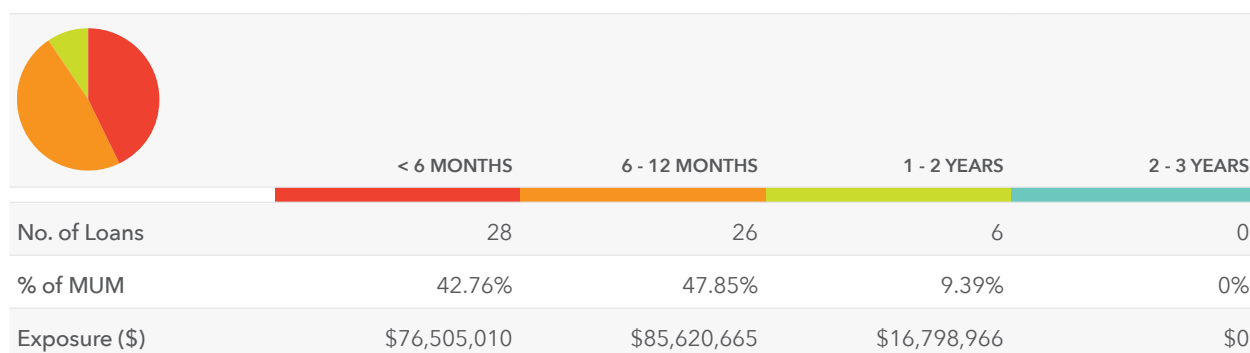 < 6 MONTHS 6 - 12 MONTHS 1 - 2 YEARS 2 - 3 YEARS
No. of Loans 28 26 6 0
% of MUM 42.76% 47.85% 9.39% 0%
Exposure ($) $76,505,010 $85,620,665 $16,798,966 $0